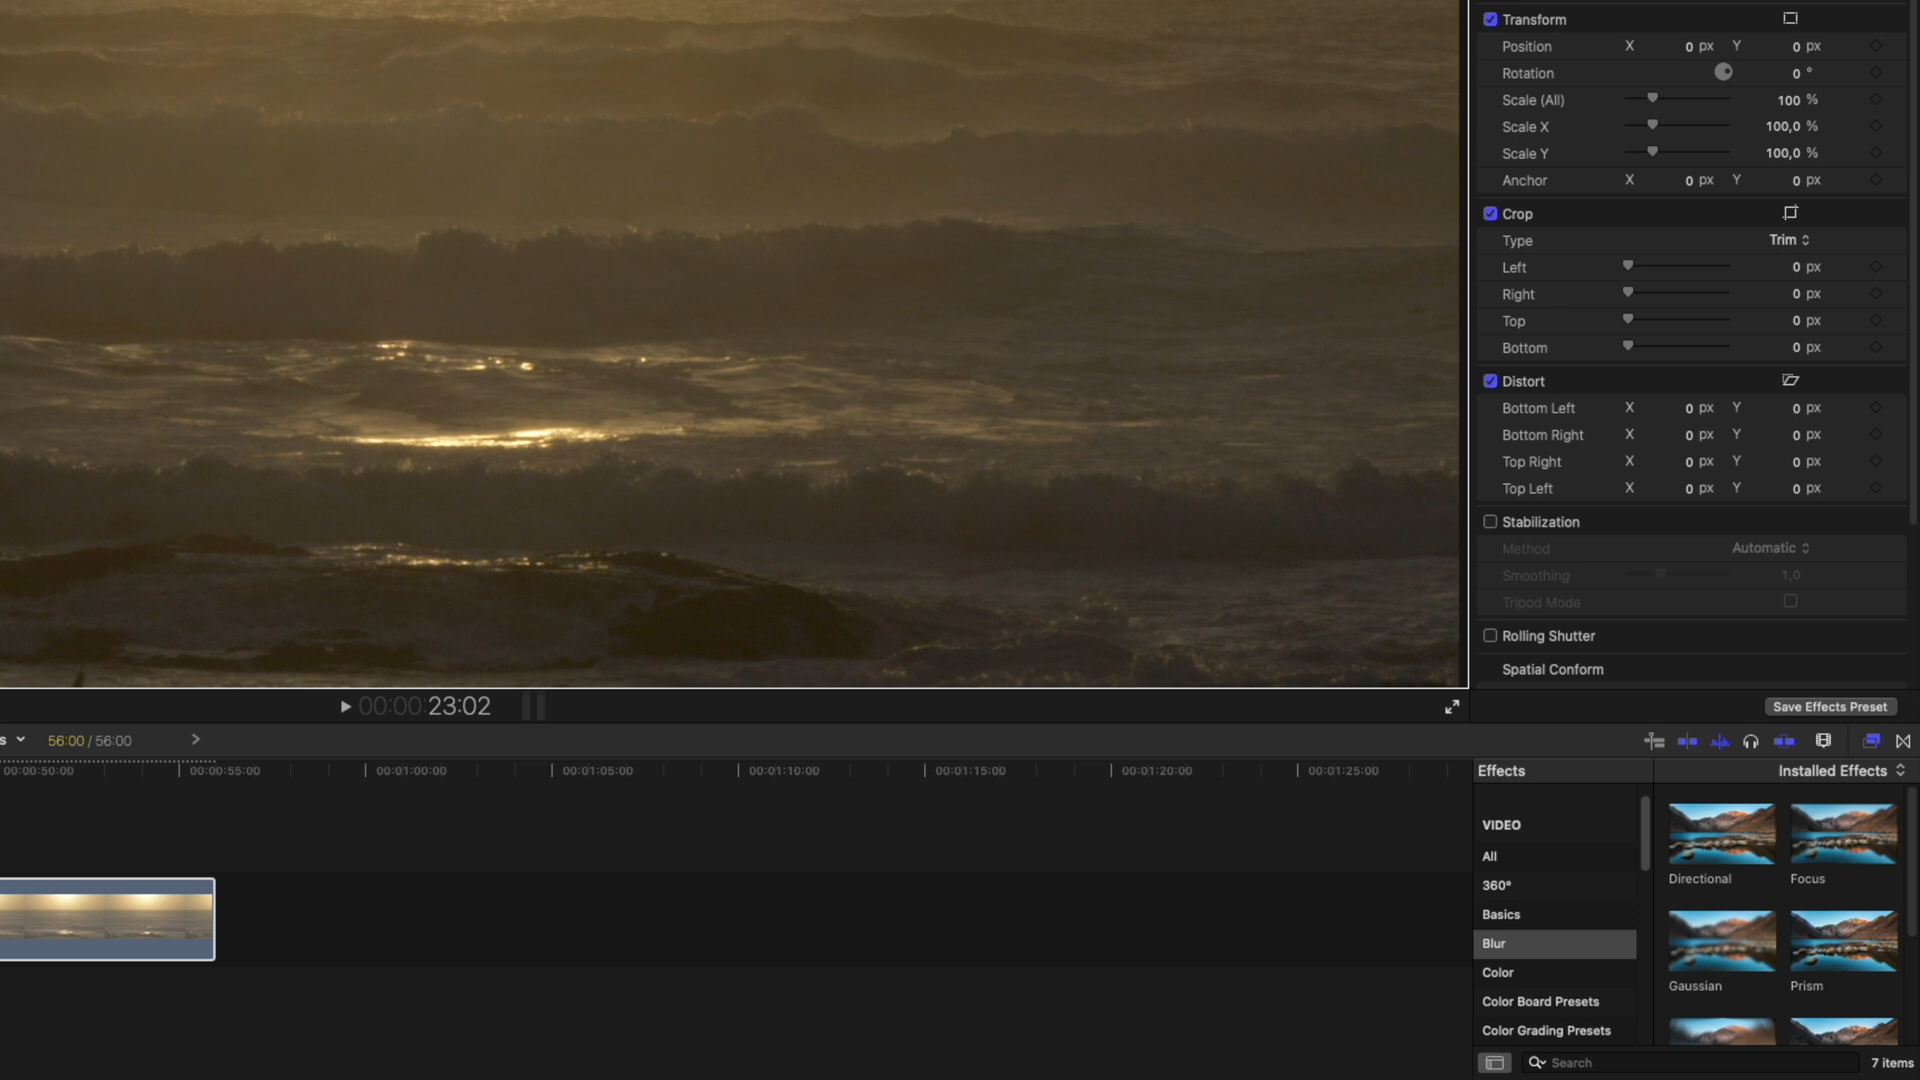 Transform
Position X 0 px Y 0 px
Rotation 0 °
Scale (All) 100 %
Scale X 100,0 %
Scale Y 100,0 %
Anchor X 0 px Y 0 px
Crop
Type Trim
Left 0 px
Right 0 px
Top 0 px
Bottom 0 px
Distort
Bottom Left X 0 px Y 0 px
Bottom Right X 0 px Y 0 px
Top Right X 0 px Y 0 px
Top Left X 0 px Y 0 px
Stabilization
Method Automatic
Smoothing 1,0
Tripod Mode
Rolling Shutter
Spatial Conform
00:00:23:02
Save Effects Preset
s 56:00 / 56:00
00:00:50:00 00:00:55:00 00:01:00:00 00:01:05:00 00:01:10:00 00:01:15:00 00:01:20:00 00:01:25:00
Effects Installed Effects
VIDEO
All
360°
Basics
Blur
Color
Color Board Presets
Color Grading Presets
Directional Focus
Gaussian Prism
Search 7 items